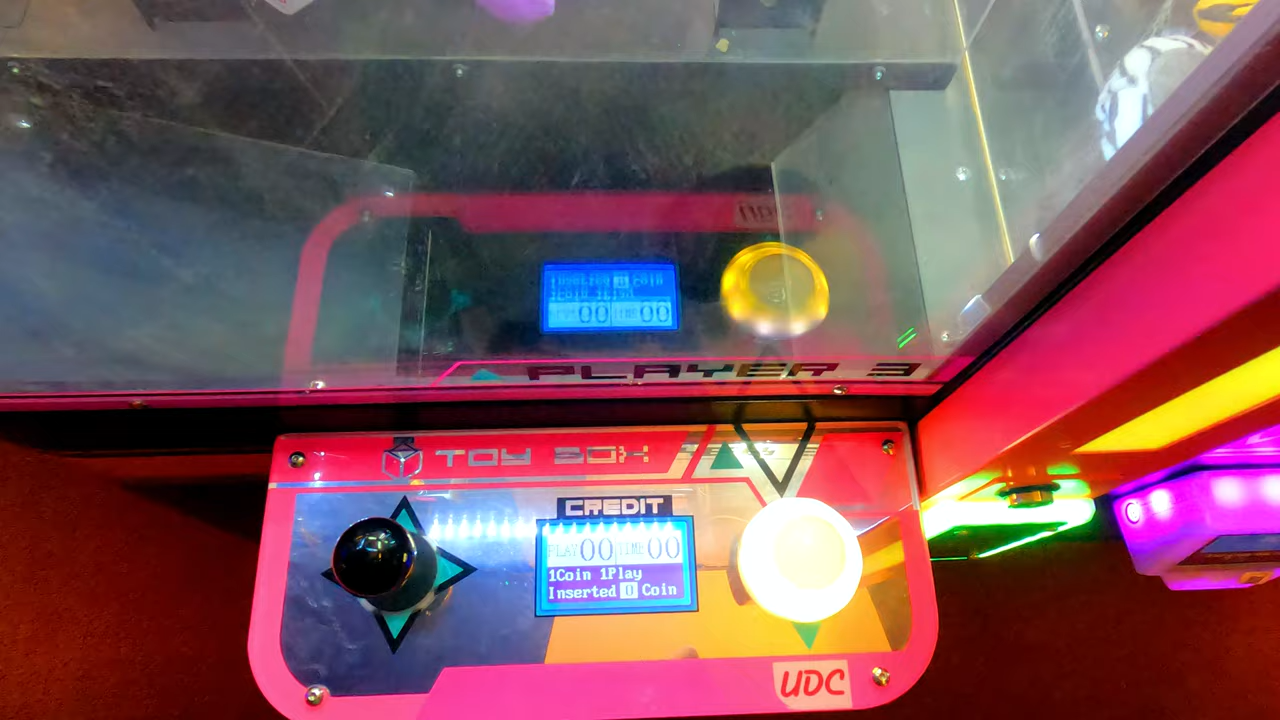 PLAYER 3
TOY BOX
CREDIT
PLAY 00 TIME 00
1Coin 1Play
Inserted 0 Coin
UDC